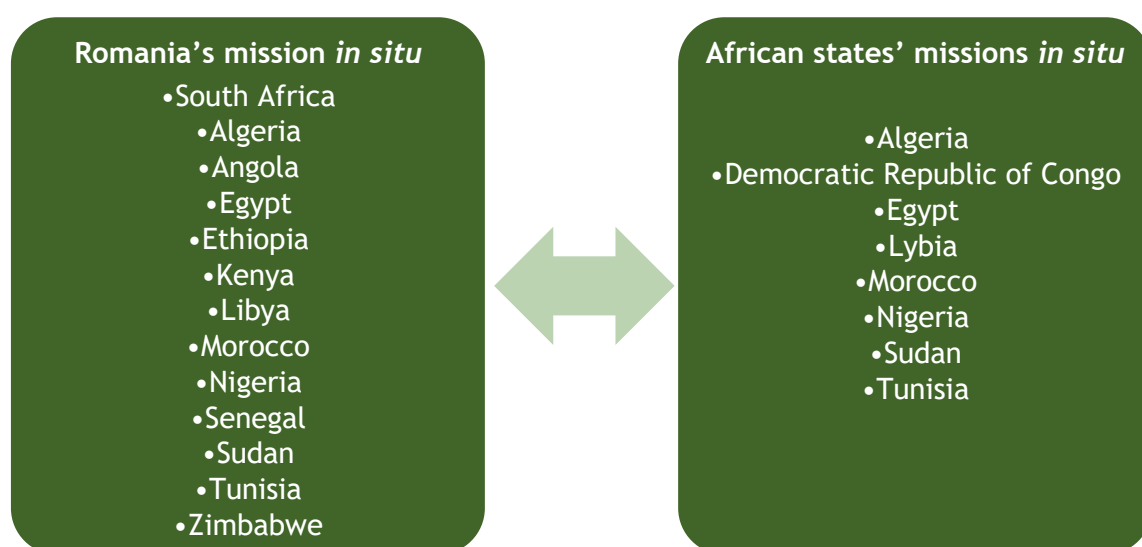 Romania’s mission in situ
•South Africa
•Algeria
•Angola
•Egypt
•Ethiopia
•Kenya
•Libya
•Morocco
•Nigeria
•Senegal
•Sudan
•Tunisia
•Zimbabwe
African states’ missions in situ
•Algeria
•Democratic Republic of Congo
•Egypt
•Lybia
•Morocco
•Nigeria
•Sudan
•Tunisia